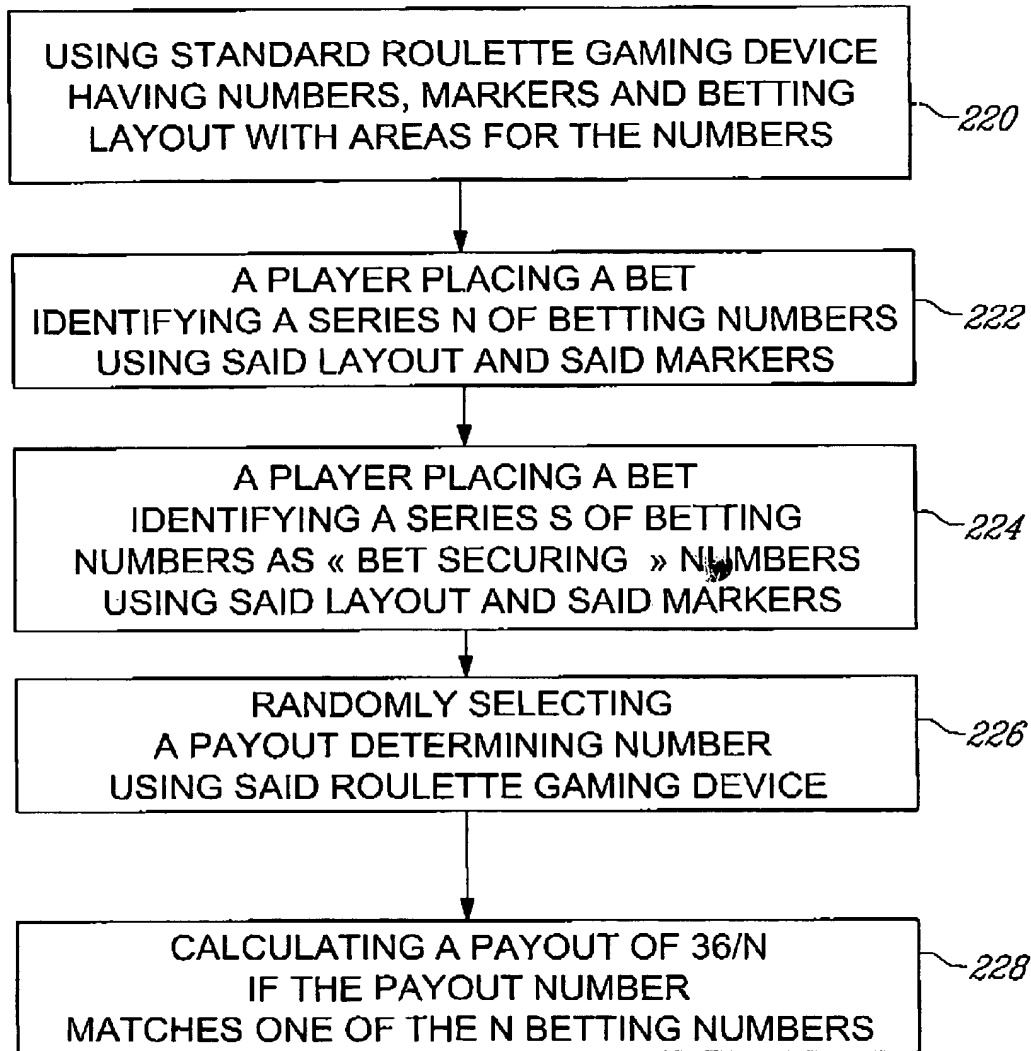 USING STANDARD ROULETTE GAMING DEVICE
HAVING NUMBERS, MARKERS AND BETTING
LAYOUT WITH AREAS FOR THE NUMBERS
220
A PLAYER PLACING A BET
IDENTIFYING A SERIES N OF BETTING NUMBERS
USING SAID LAYOUT AND SAID MARKERS
222
A PLAYER PLACING A BET
IDENTIFYING A SERIES S OF BETTING
NUMBERS AS « BET SECURING » NUMBERS
USING SAID LAYOUT AND SAID MARKERS
224
RANDOMLY SELECTING
A PAYOUT DETERMINING NUMBER
USING SAID ROULETTE GAMING DEVICE
226
CALCULATING A PAYOUT OF 36/N
IF THE PAYOUT NUMBER
MATCHES ONE OF THE N BETTING NUMBERS
228